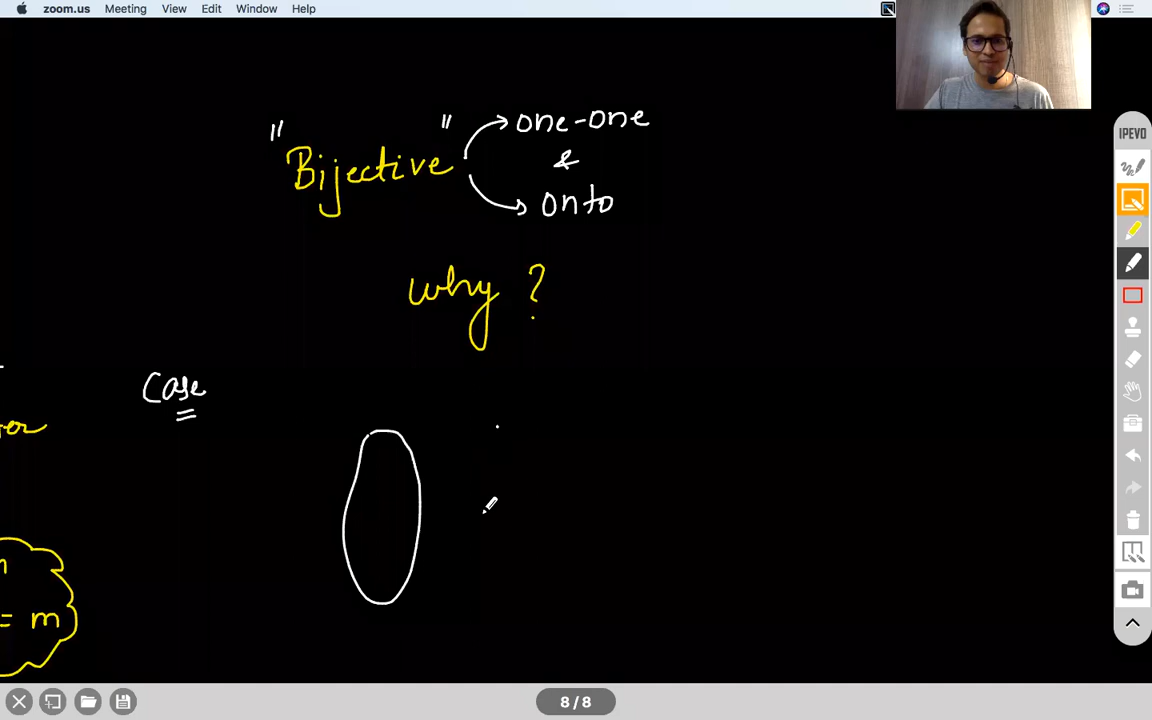 zoom.us Meeting View Edit Window Help
"Bijective" one-one
&
onto
why ?
Case
n
= m
IPEVO
8 / 8